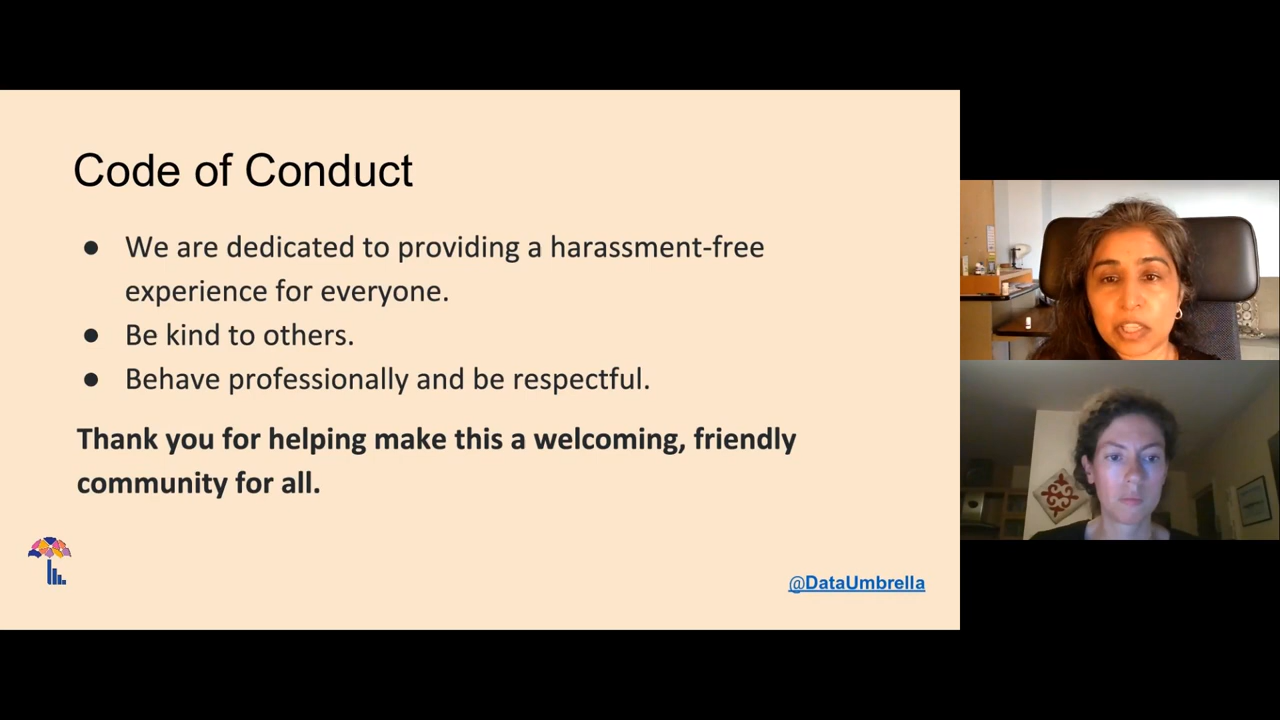 Code of Conduct
● We are dedicated to providing a harassment-free
experience for everyone.
● Be kind to others.
● Behave professionally and be respectful.
Thank you for helping make this a welcoming, friendly
community for all.
@DataUmbrella